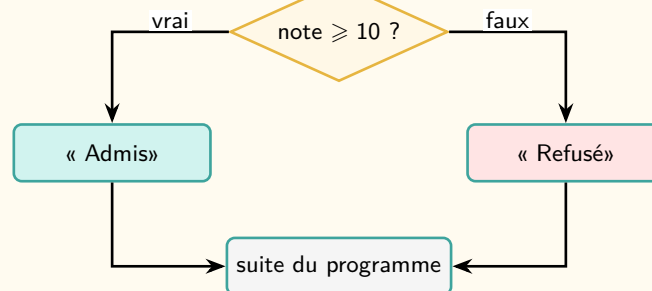 vrai
note ⩾ 10 ?
faux
« Admis»
« Refusé»
suite du programme